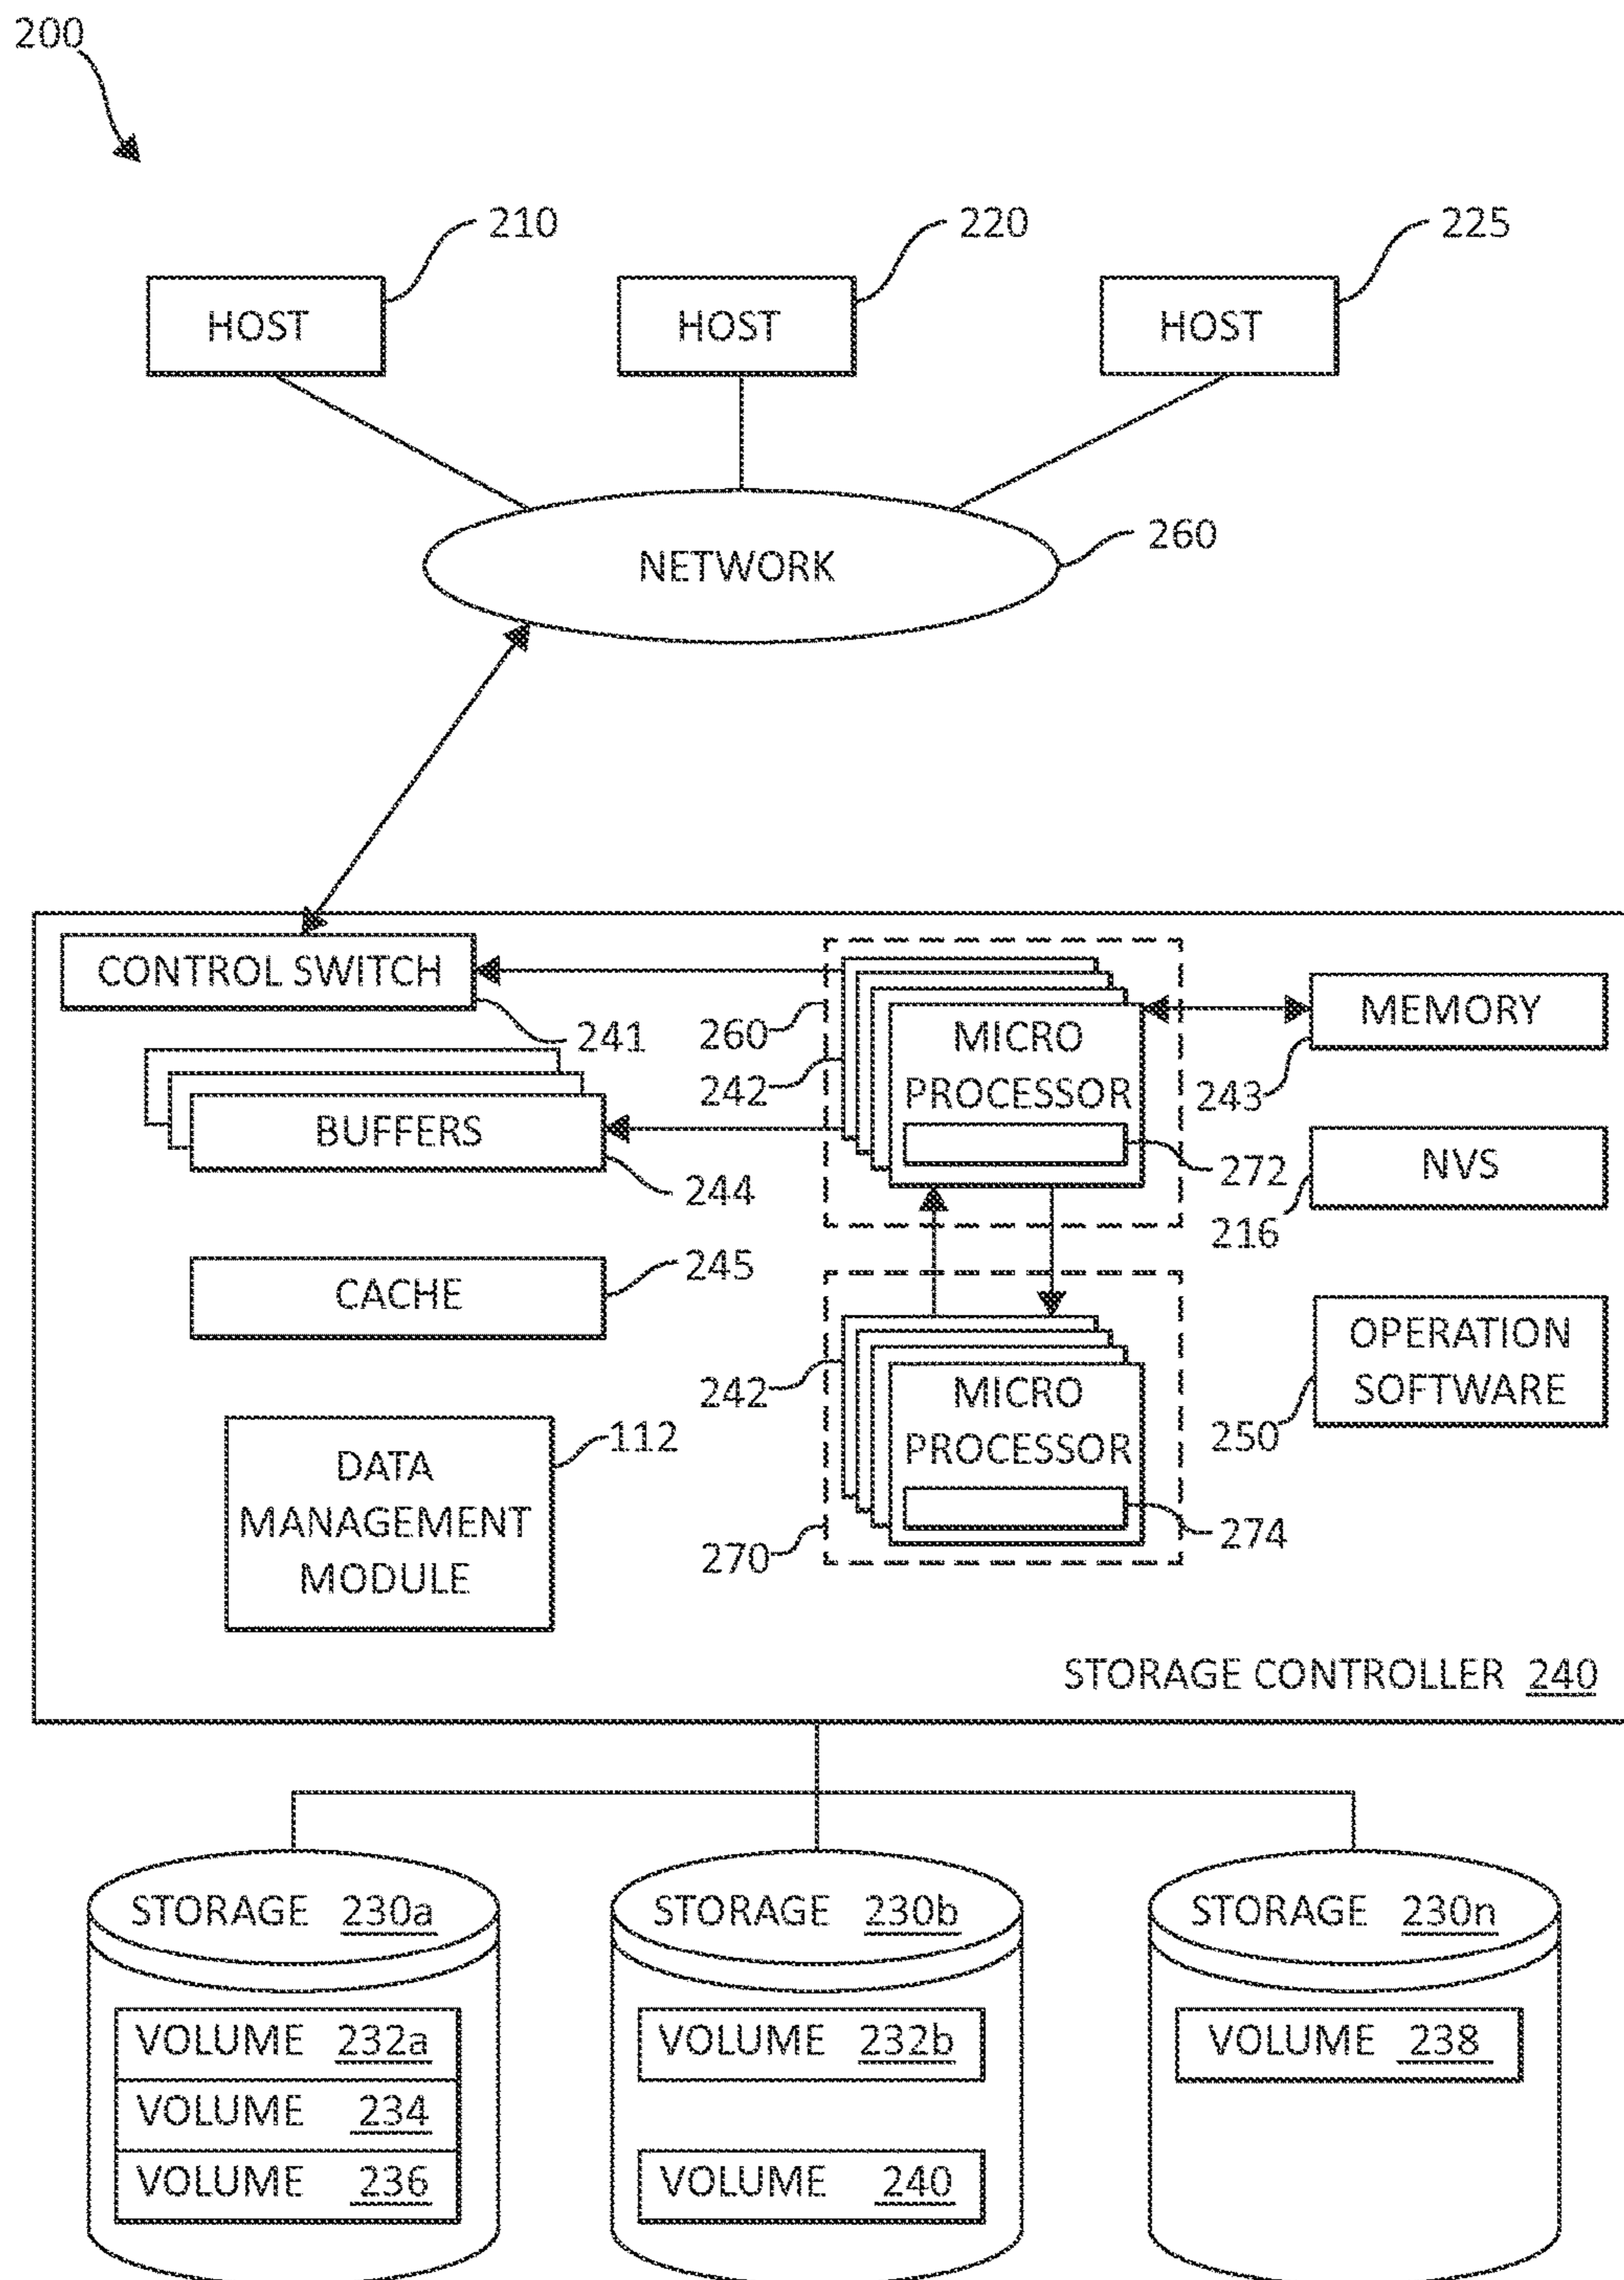 200
210
220
225
HOST
HOST
HOST
260
NETWORK
CONTROL SWITCH
241
260
242
MICRO
PROCESSOR
MEMORY
243
BUFFERS
244
272
NVS
216
CACHE
245
242
MICRO
PROCESSOR
OPERATION
SOFTWARE
250
DATA
MANAGEMENT
MODULE
112
270
274
STORAGE CONTROLLER 240
STORAGE 230a
STORAGE 230b
STORAGE 230n
VOLUME 232a
VOLUME 234
VOLUME 236
VOLUME 232b
VOLUME 240
VOLUME 238